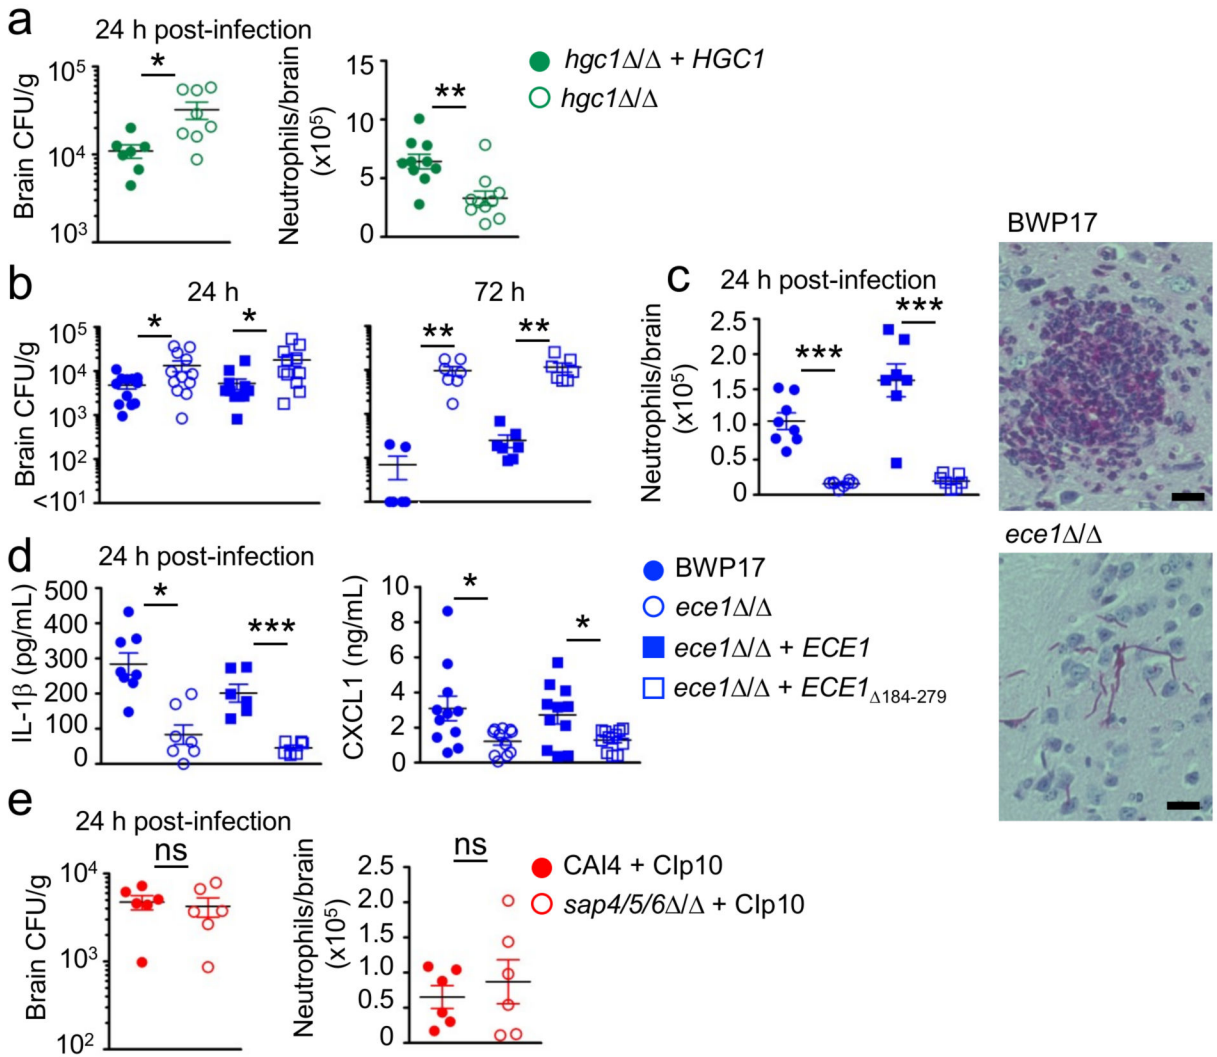 a
24 h post-infection
Brain CFU/g
10⁵
10⁴
10³
*
Neutrophils/brain
(x10⁵)
15
10
5
0
**
hgc1Δ/Δ + HGC1
hgc1Δ/Δ
b
24 h
Brain CFU/g
10⁵
10⁴
10³
10²
<10¹
*
*
72 h
**
**
c
24 h post-infection
Neutrophils/brain
(x10⁵)
2.5
2.0
1.5
1.0
0.5
0
***
***
BWP17
ece1Δ/Δ
d
24 h post-infection
IL-1β (pg/mL)
500
400
300
200
100
0
*
***
CXCL1 (ng/mL)
10
8
6
4
2
0
*
*
BWP17
ece1Δ/Δ
ece1Δ/Δ + ECE1
ece1Δ/Δ + ECE1Δ184-279
e
24 h post-infection
Brain CFU/g
10⁴
10³
10²
ns
Neutrophils/brain
(x10⁵)
2.5
2.0
1.5
1.0
0.5
0
ns
CAI4 + CIp10
sap4/5/6Δ/Δ + CIp10